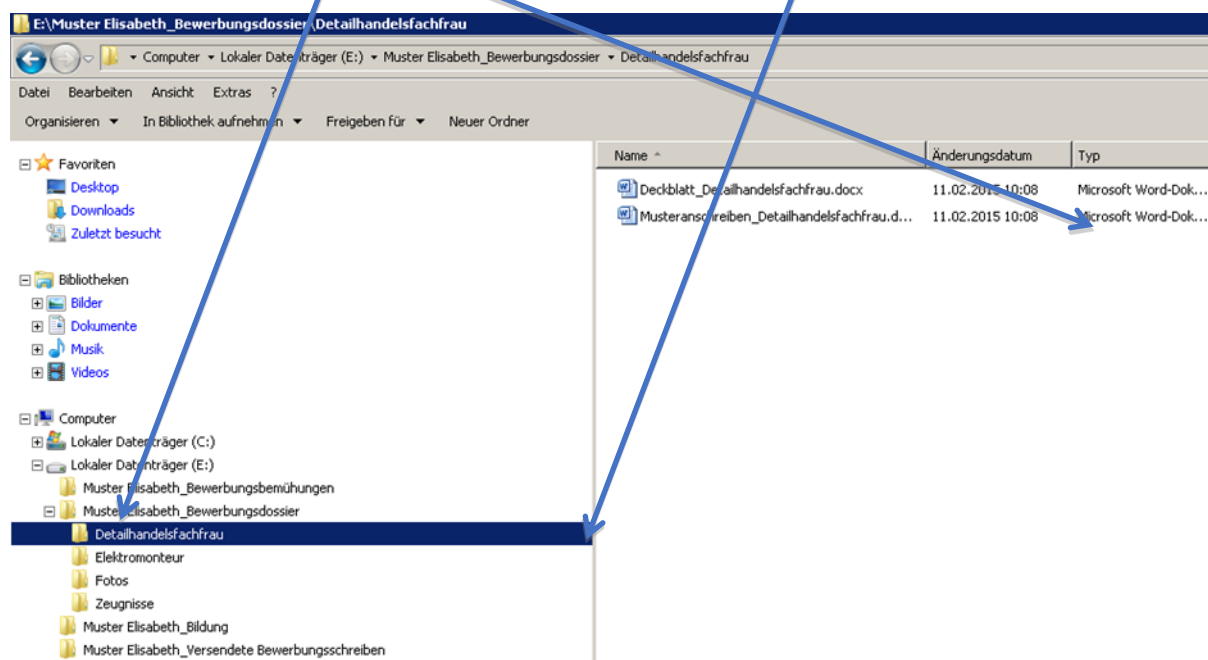 E:\Muster Elisabeth_Bewerbungsdossier\Detailhandelsfachfrau
Computer Lokaler Datenträger (E:) Muster Elisabeth_Bewerbungsdossier Detailhandelsfachfrau
Datei Bearbeiten Ansicht Extras ?
Organisieren In Bibliothek aufnehmen Freigeben für Neuer Ordner
Favoriten
Desktop
Downloads
Zuletzt besucht
Bibliotheken
Bilder
Dokumente
Musik
Videos
Computer
Lokaler Datenträger (C:)
Lokaler Datenträger (E:)
Muster Elisabeth_Bewerbungsbemühungen
Muster Elisabeth_Bewerbungsdossier
Detailhandelsfachfrau
Elektromonteur
Fotos
Zeugnisse
Muster Elisabeth_Bildung
Muster Elisabeth_Versendete Bewerbungsschreiben
Name Änderungsdatum Typ
Deckblatt_Detailhandelsfachfrau.docx 11.02.2015 10:08 Microsoft Word-Dok...
Musteranschreiben_Detailhandelsfachfrau.d... 11.02.2015 10:08 Microsoft Word-Dok...